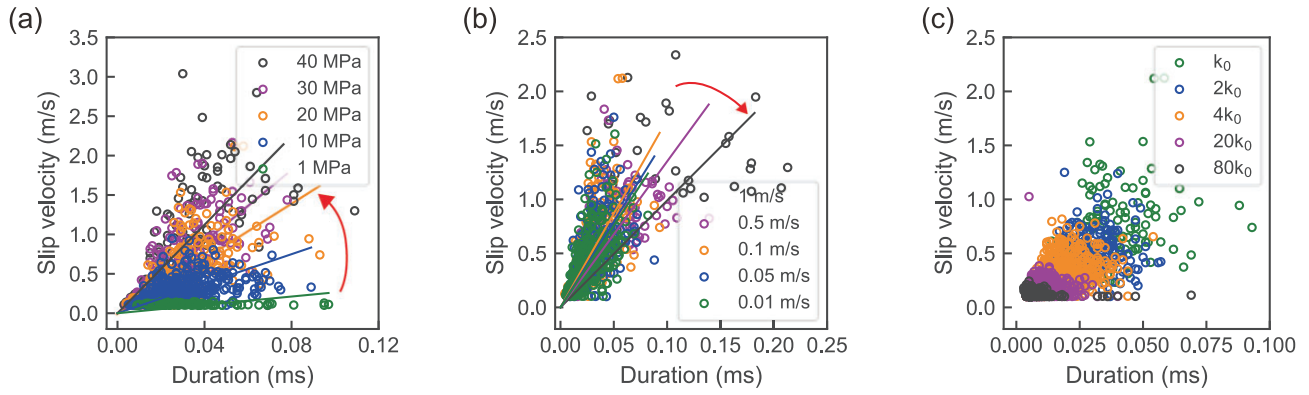 (a)
3.5
3.0
2.5
2.0
1.5
1.0
0.5
0.0
Slip velocity (m/s)
40 MPa
30 MPa
20 MPa
10 MPa
1 MPa
0.00
0.04
0.08
0.12
Duration (ms)
(b)
2.5
2.0
1.5
1.0
0.5
0.0
Slip velocity (m/s)
1 m/s
0.5 m/s
0.1 m/s
0.05 m/s
0.01 m/s
0.00
0.05
0.10
0.15
0.20
0.25
Duration (ms)
(c)
2.5
2.0
1.5
1.0
0.5
0.0
Slip velocity (m/s)
k₀
2k₀
4k₀
20k₀
80k₀
0.000
0.025
0.050
0.075
0.100
Duration (ms)